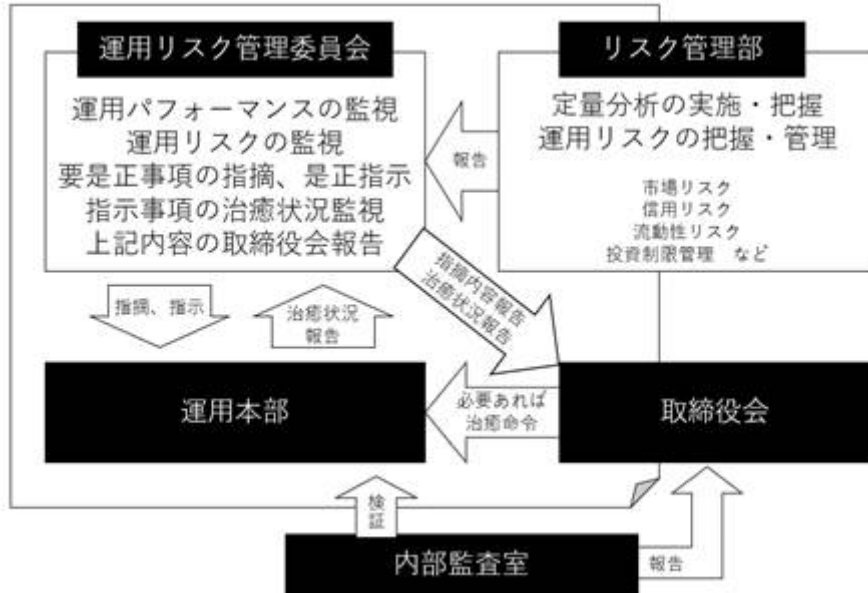 運用リスク管理委員会
運用パフォーマンスの監視
運用リスクの監視
要是正事項の指摘、是正指示
指示事項の治癒状況監視
上記内容の取締役会報告
リスク管理部
定量分析の実施・把握
運用リスクの把握・管理
市場リスク
信用リスク
流動性リスク
投資制限管理　など
報告
指摘、指示
治癒状況
報告
指摘内容報告
治癒状況報告
運用本部
必要あれば
治癒命令
取締役会
検証
内部監査室
報告